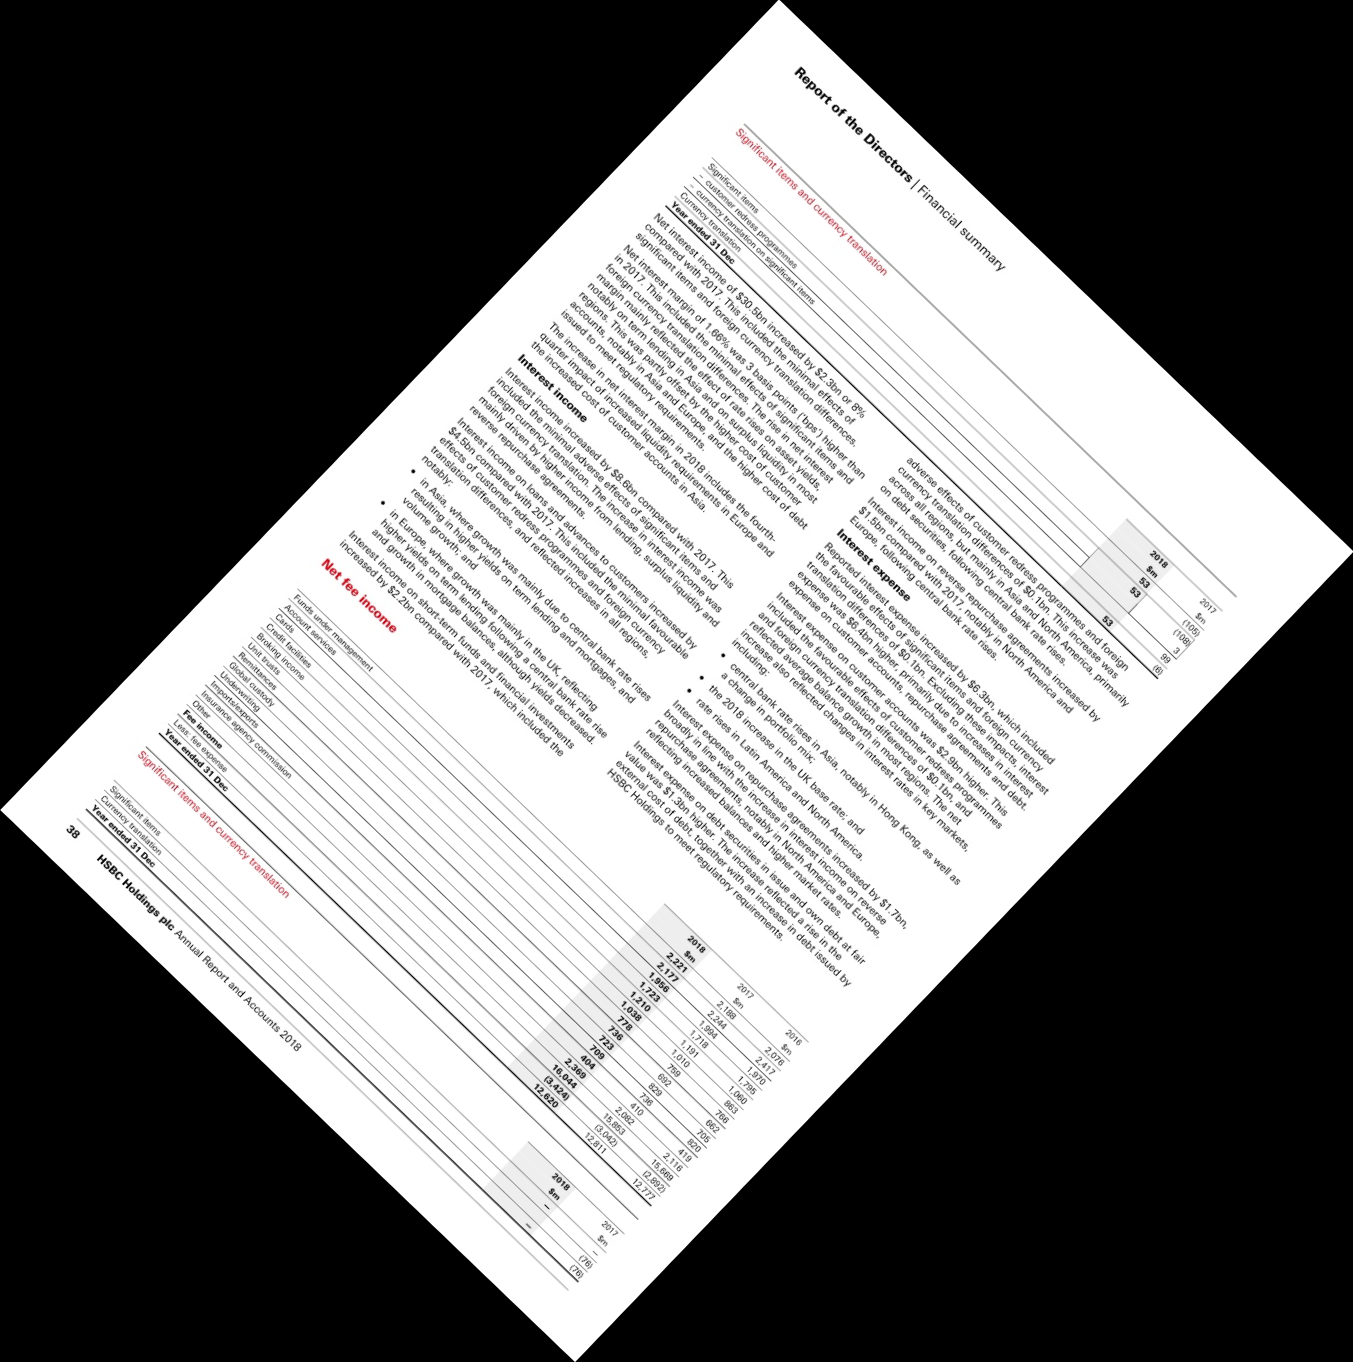 Report of the Directors | Financial summary
Significant items and currency translation
2018 2017
$m $m
Significant items 53 (105)
– customer redress programmes 53 (108)
– currency translation on significant items 3
Currency translation 99
Year ended 31 Dec 53 (6)
Net interest income of $30.5bn increased by $2.3bn or 8%
compared with 2017. This included the minimal effects of
significant items and foreign currency translation differences.
Net interest margin of 1.66% was 3 basis points ('bps') higher than
in 2017. This included the minimal effects of significant items and
foreign currency translation differences. The rise in net interest
margin mainly reflected the effect of rate rises on asset yields,
notably on term lending in Asia and on surplus liquidity in most
regions. This was partly offset by the higher cost of customer
accounts, notably in Asia and Europe, and the higher cost of debt
issued to meet regulatory requirements.
The increase in net interest margin in 2018 includes the fourth-
quarter impact of increased liquidity requirements in Europe and
the increased cost of customer accounts in Asia.
Interest income
Interest income increased by $8.6bn compared with 2017. This
included the minimal adverse effects of significant items and
foreign currency translation. The increase in interest income was
mainly driven by higher income from lending, surplus liquidity and
reverse repurchase agreements.
Interest income on loans and advances to customers increased by
$4.5bn compared with 2017. This included the minimal favourable
effects of customer redress programmes and foreign currency
translation differences, and reflected increases in all regions,
notably:
• in Asia, where growth was mainly due to central bank rate rises
resulting in higher yields on term lending and mortgages, and
volume growth; and
• in Europe, where growth was mainly in the UK, reflecting
higher yields on term lending following a central bank rate rise
and growth in mortgage balances, although yields decreased.
Interest income on short-term funds and financial investments
increased by $2.2bn compared with 2017, which included the
adverse effects of customer redress programmes and foreign
currency translation differences of $0.1bn. This increase was
across all regions, but mainly in Asia and North America, primarily
on debt securities, following central bank rate rises.
Interest income on reverse repurchase agreements increased by
$1.5bn compared with 2017, notably in North America and
Europe, following central bank rate rises.
Interest expense
Reported interest expense increased by $6.3bn, which included
the favourable effects of significant items and foreign currency
translation differences of $0.1bn. Excluding these impacts, interest
expense was $6.4bn higher, primarily due to increases in interest
expense on customer accounts, repurchase agreements and debt.
Interest expense on customer accounts was $2.9bn higher. This
included the favourable effects of customer redress programmes
and foreign currency translation differences of $0.1bn, and
reflected average balance growth in most regions. The net
increase also reflected changes in interest rates in key markets,
including:
• central bank rate rises in Asia, notably in Hong Kong, as well as
a change in portfolio mix;
• the 2018 increase in the UK base rate; and
• rate rises in Latin America and North America.
Interest expense on repurchase agreements increased by $1.7bn,
broadly in line with the increase in interest income on reverse
repurchase agreements, notably in North America and Europe,
reflecting increased balances and higher market rates.
Interest expense on debt securities in issue and own debt at fair
value was $1.3bn higher. The increase reflected a rise in the
external cost of debt, together with an increase in debt issued by
HSBC Holdings to meet regulatory requirements.
Net fee income
2018 2017 2016
$m $m $m
Funds under management 2,221 2,188 2,076
Account services 2,177 2,244 2,417
Cards 1,956 1,994 1,970
Credit facilities 1,723 1,718 1,795
Broking income 1,210 1,191 1,060
Unit trusts 1,038 1,010 863
Remittances 778 759 766
Global custody 736 692 662
Underwriting 723 829 705
Imports/exports 709 736 820
Insurance agency commission 404 410 419
Other 2,369 2,082 2,116
Fee income 16,044 15,853 15,669
Less: fee expense (3,424) (3,042) (2,892)
Year ended 31 Dec 12,620 12,811 12,777
Significant items and currency translation
2018 2017
$m $m
Significant items – –
Currency translation (76)
Year ended 31 Dec – (76)
38 HSBC Holdings plc Annual Report and Accounts 2018